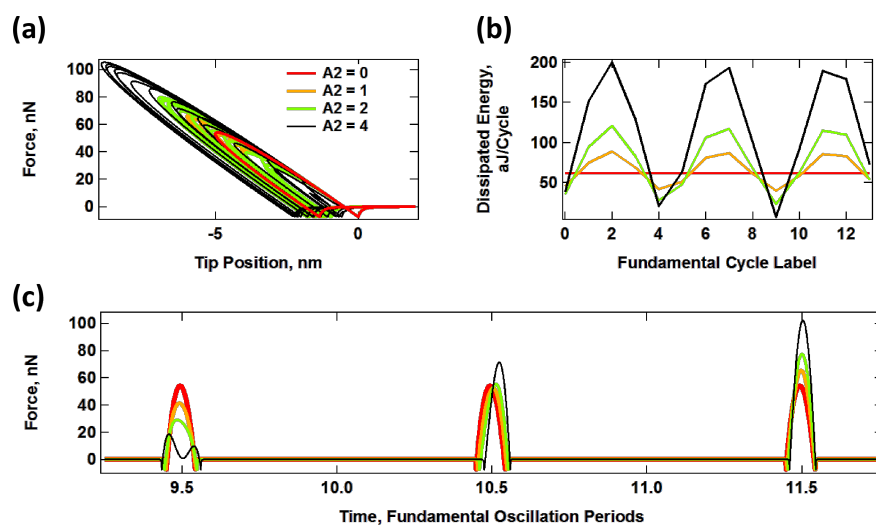 (a)
Force, nN
100
80
60
40
20
0
-5
0
Tip Position, nm
A2 = 0
A2 = 1
A2 = 2
A2 = 4
(b)
Dissipated Energy,
aJ/Cycle
200
150
100
50
0
2
4
6
8
10
12
Fundamental Cycle Label
(c)
Force, nN
100
80
60
40
20
0
9.5
10.0
10.5
11.0
11.5
Time, Fundamental Oscillation Periods